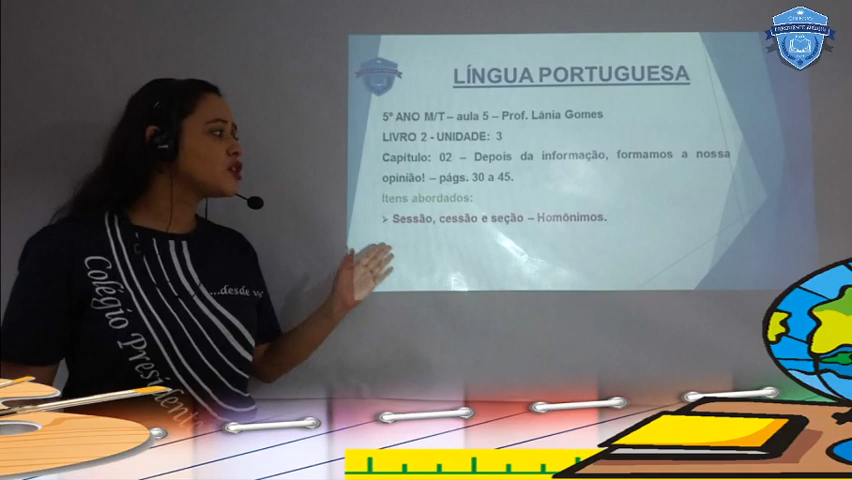 LÍNGUA PORTUGUESA
5º ANO M/T – aula 5 – Prof. Lânia Gomes
LIVRO 2 - UNIDADE: 3
Capítulo: 02 – Depois da informação, formamos a nossa
opinião! – págs. 30 a 45.
Itens abordados:
➢ Sessão, cessão e seção – Homônimos.
...desde
Colégio Presidente